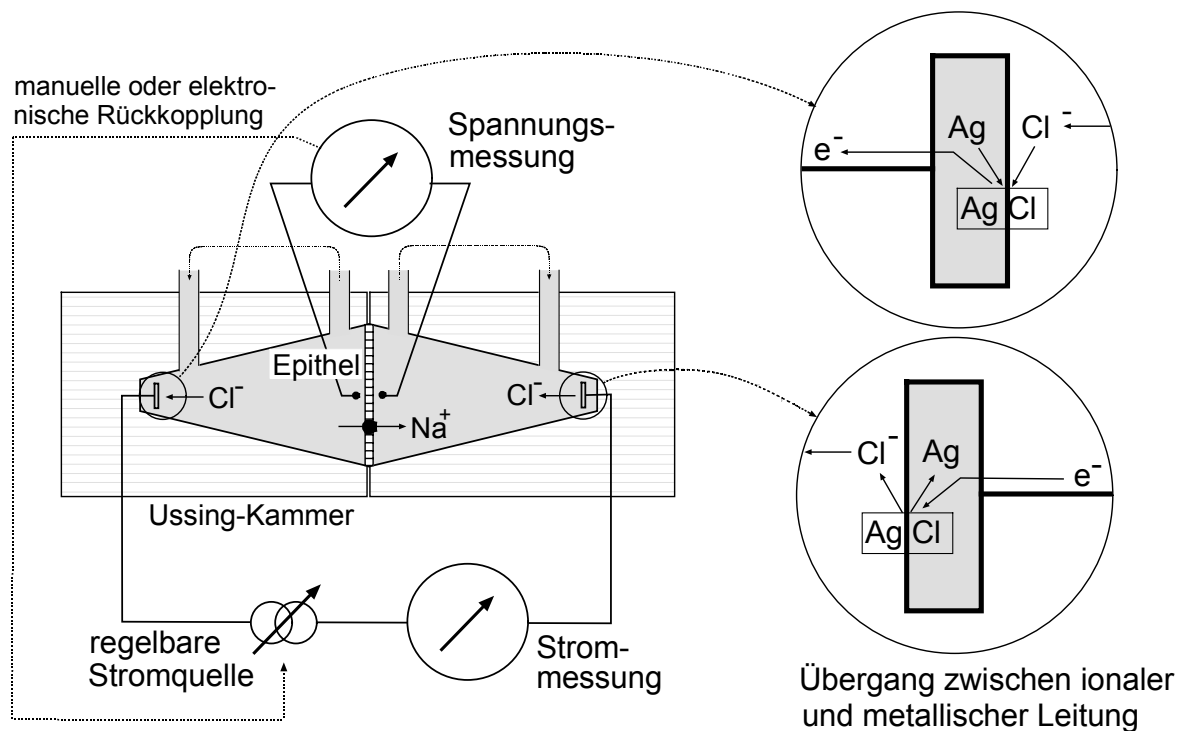 manuelle oder elektro-
nische Rückkopplung
Spannungs-
messung
Epithel
Cl⁻
Cl⁻
Na⁺
Ussing-Kammer
regelbare
Stromquelle
Strom-
messung
e⁻
Ag
Cl⁻
Ag Cl
Cl⁻
Ag
e⁻
Ag Cl
Übergang zwischen ionaler
und metallischer Leitung